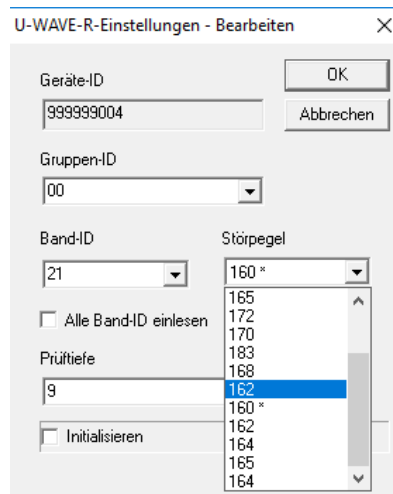 U-WAVE-R-Einstellungen - Bearbeiten
Geräte-ID
OK
999999004
Abbrechen
Gruppen-ID
00
Band-ID
Störpegel
21
160 *
Alle Band-ID einlesen
165
172
170
183
168
162
160 *
162
164
165
164
Prüftiefe
9
Initialisieren